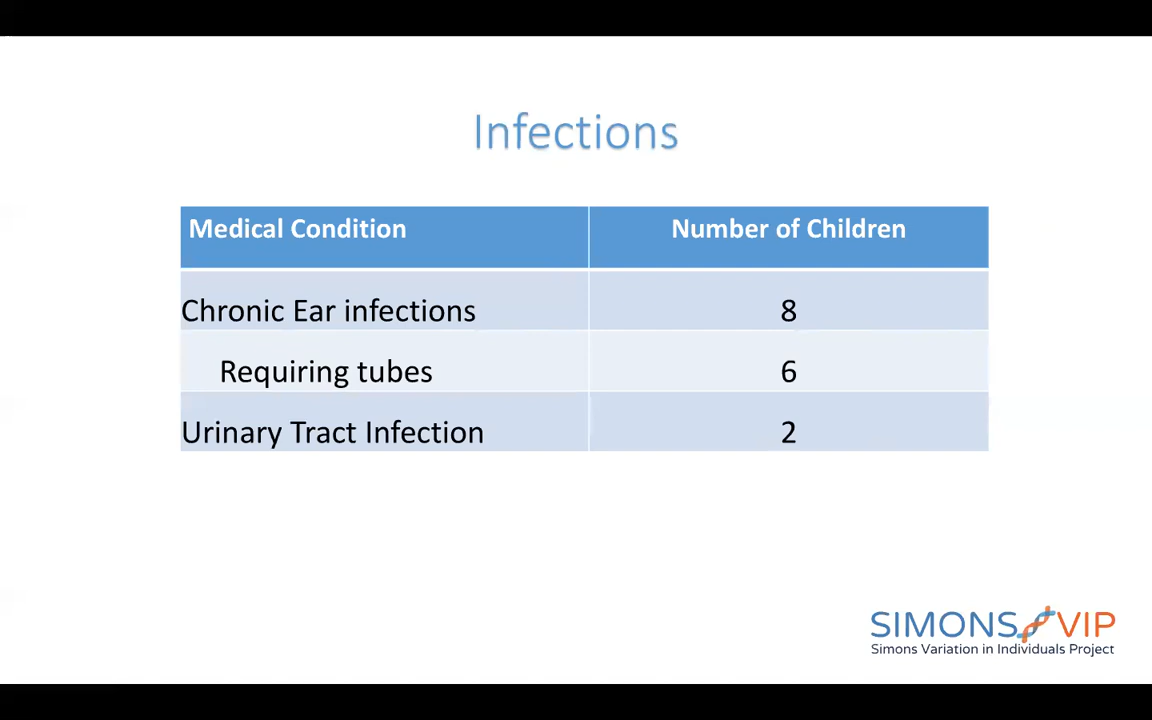 Infections
Medical Condition Number of Children
Chronic Ear infections 8
Requiring tubes 6
Urinary Tract Infection 2
SIMONS VIP
Simons Variation in Individuals Project